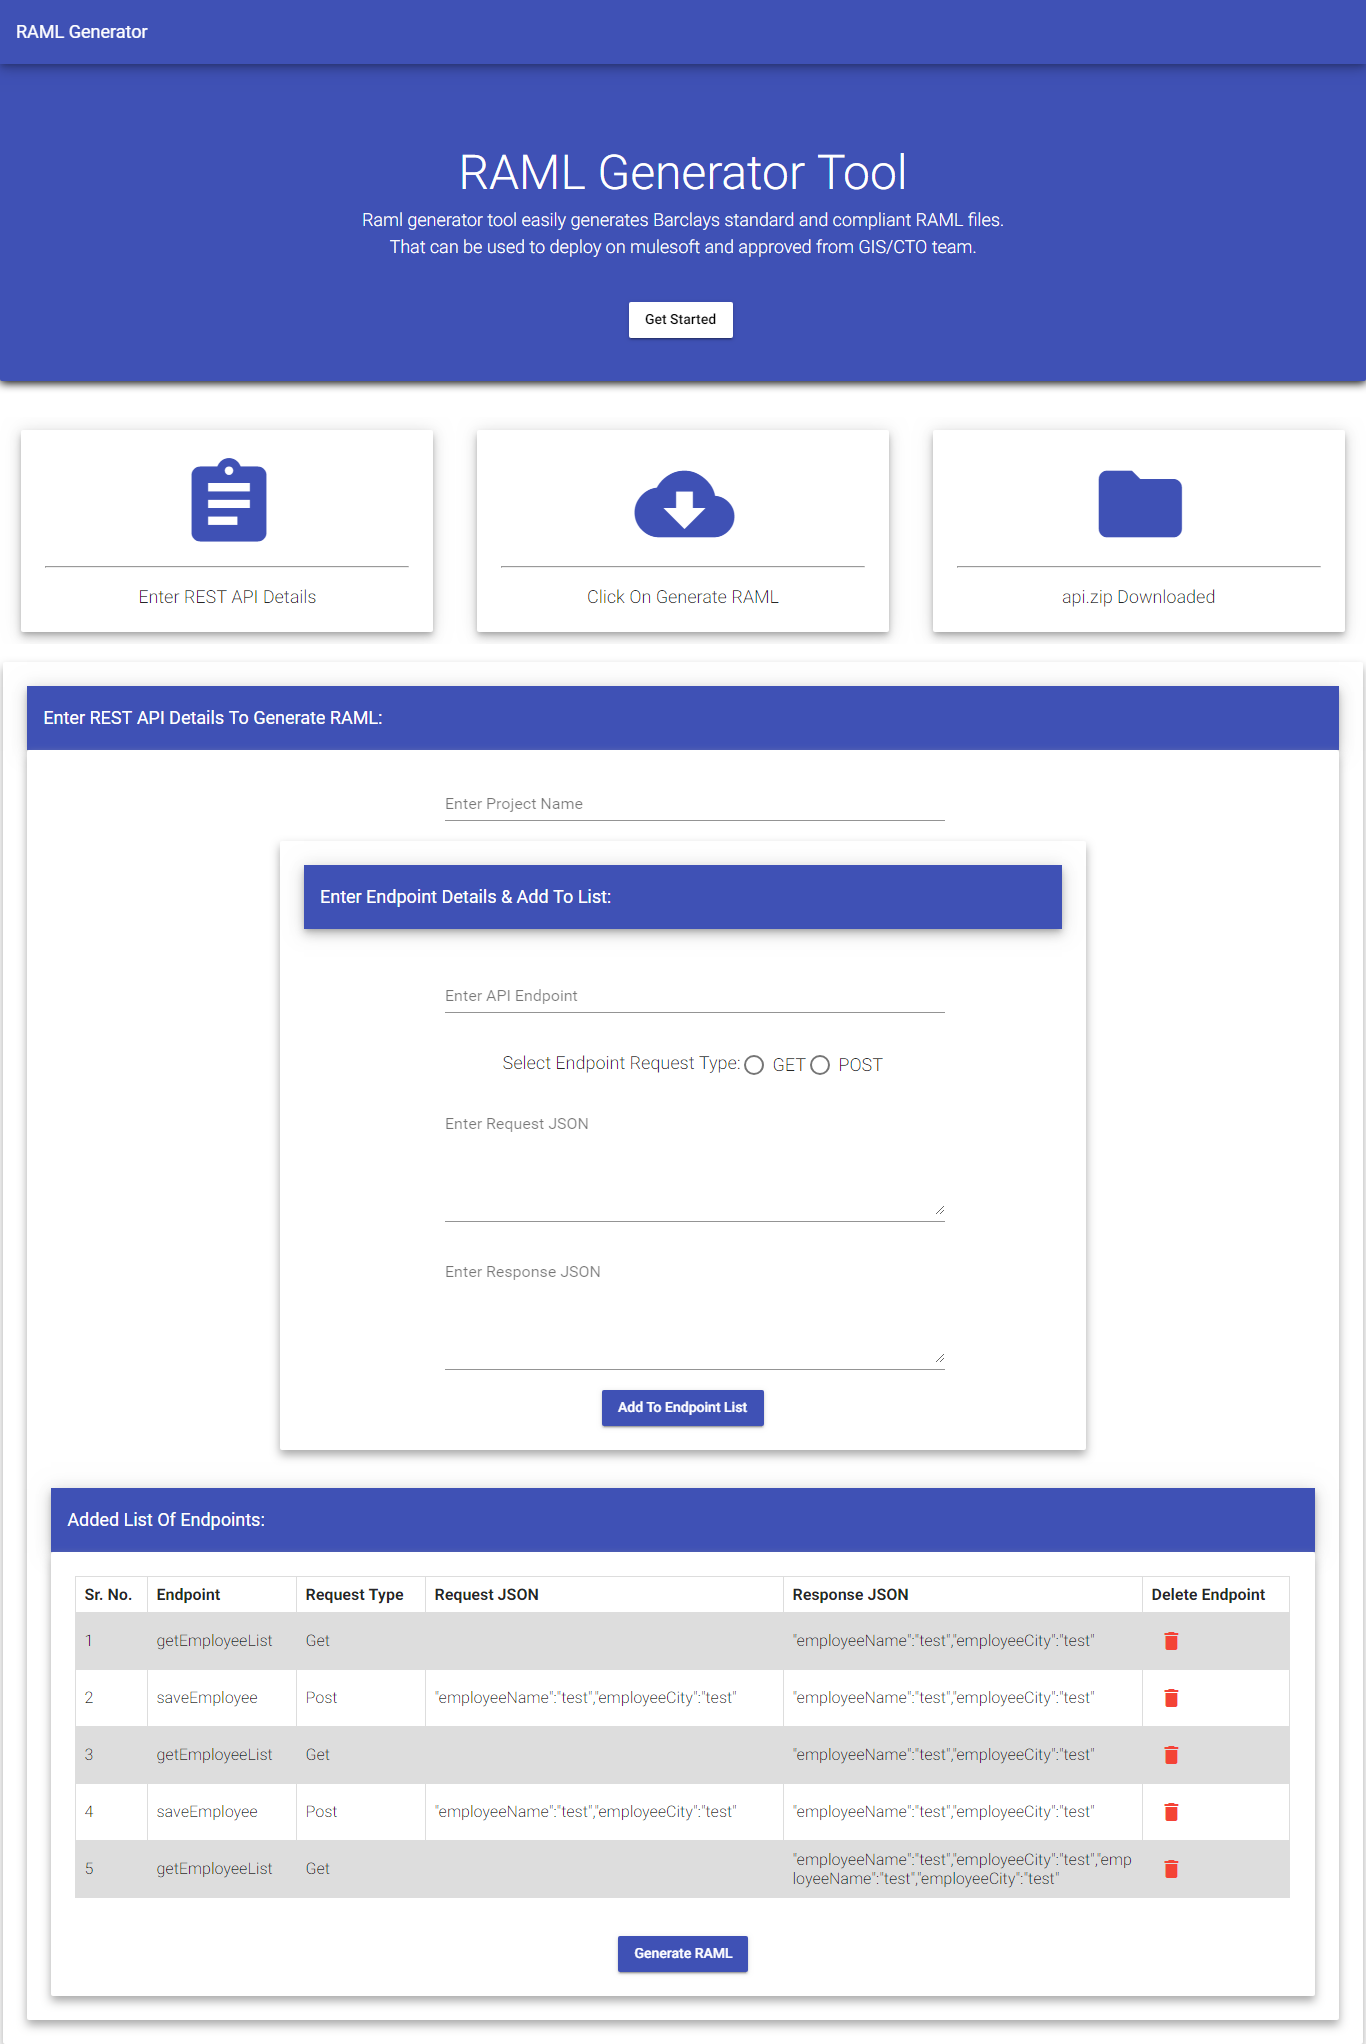 RAML Generator
RAML Generator Tool
Raml generator tool easily generates Barclays standard and compliant RAML files.
That can be used to deploy on mulesoft and approved from GIS/CTO team.
Get Started
Enter REST API Details
Click On Generate RAML
api.zip Downloaded
Enter REST API Details To Generate RAML:
Enter Project Name
Enter Endpoint Details & Add To List:
Enter API Endpoint
Select Endpoint Request Type: GET POST
Enter Request JSON
Enter Response JSON
Add To Endpoint List
Added List Of Endpoints:
Sr. No. Endpoint Request Type Request JSON Response JSON Delete Endpoint
1 getEmployeeList Get "employeeName":"test","employeeCity":"test"
2 saveEmployee Post "employeeName":"test","employeeCity":"test" "employeeName":"test","employeeCity":"test"
3 getEmployeeList Get "employeeName":"test","employeeCity":"test"
4 saveEmployee Post "employeeName":"test","employeeCity":"test" "employeeName":"test","employeeCity":"test"
5 getEmployeeList Get "employeeName":"test","employeeCity":"test","emp
loyeeName":"test","employeeCity":"test"
Generate RAML